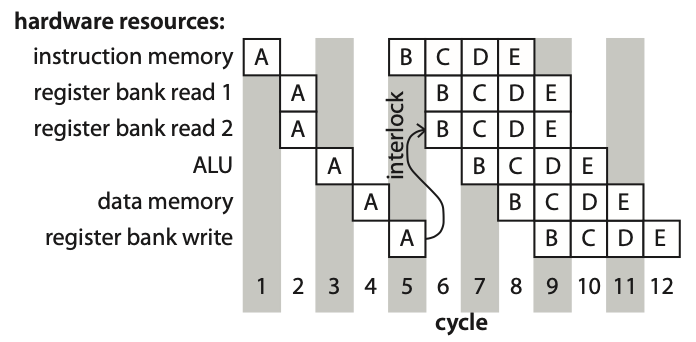 hardware resources:
instruction memory A B C D E
register bank read 1 A B C D E
register bank read 2 A B C D E
interlock
ALU A B C D E
data memory A B C D E
register bank write A B C D E
1 2 3 4 5 6 7 8 9 10 11 12
cycle